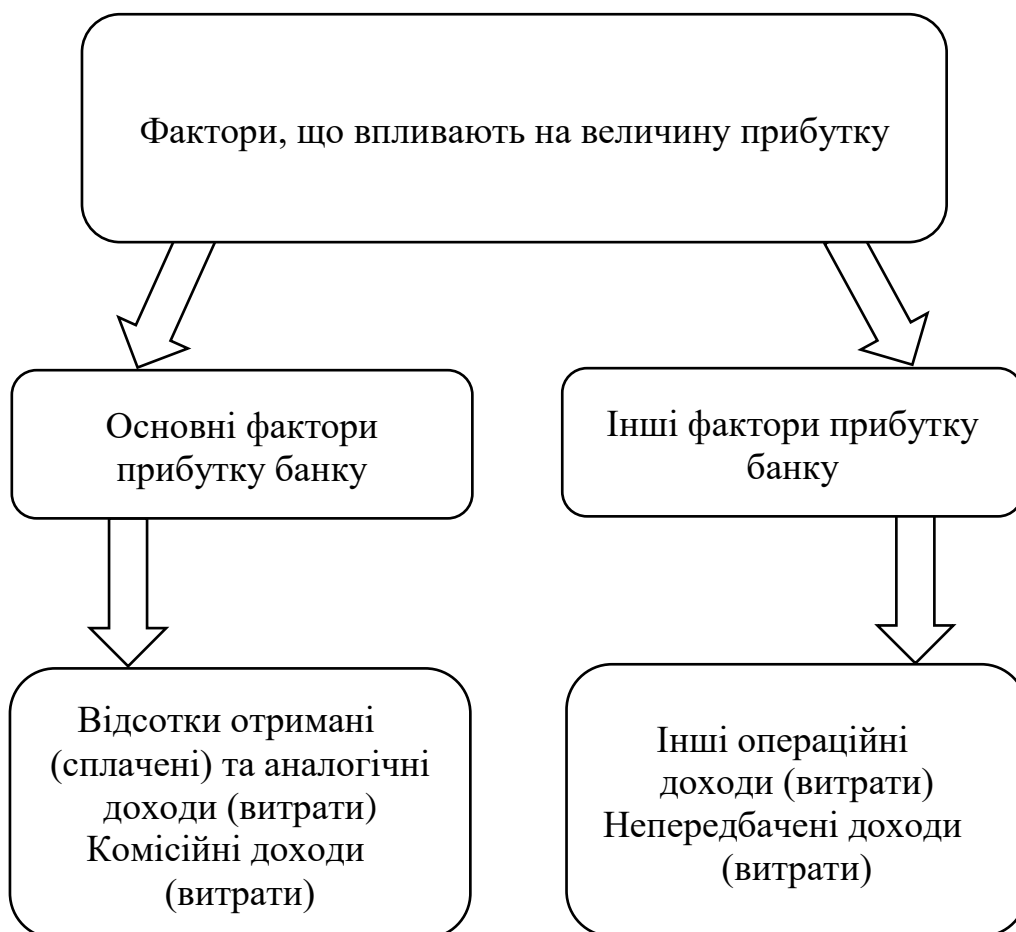 Фактори, що впливають на величину прибутку
Основні фактори
прибутку банку
Інші фактори прибутку
банку
Відсотки отримані
(сплачені) та аналогічні
доходи (витрати)
Комісійні доходи
(витрати)
Інші операційні
доходи (витрати)
Непередбачені доходи
(витрати)